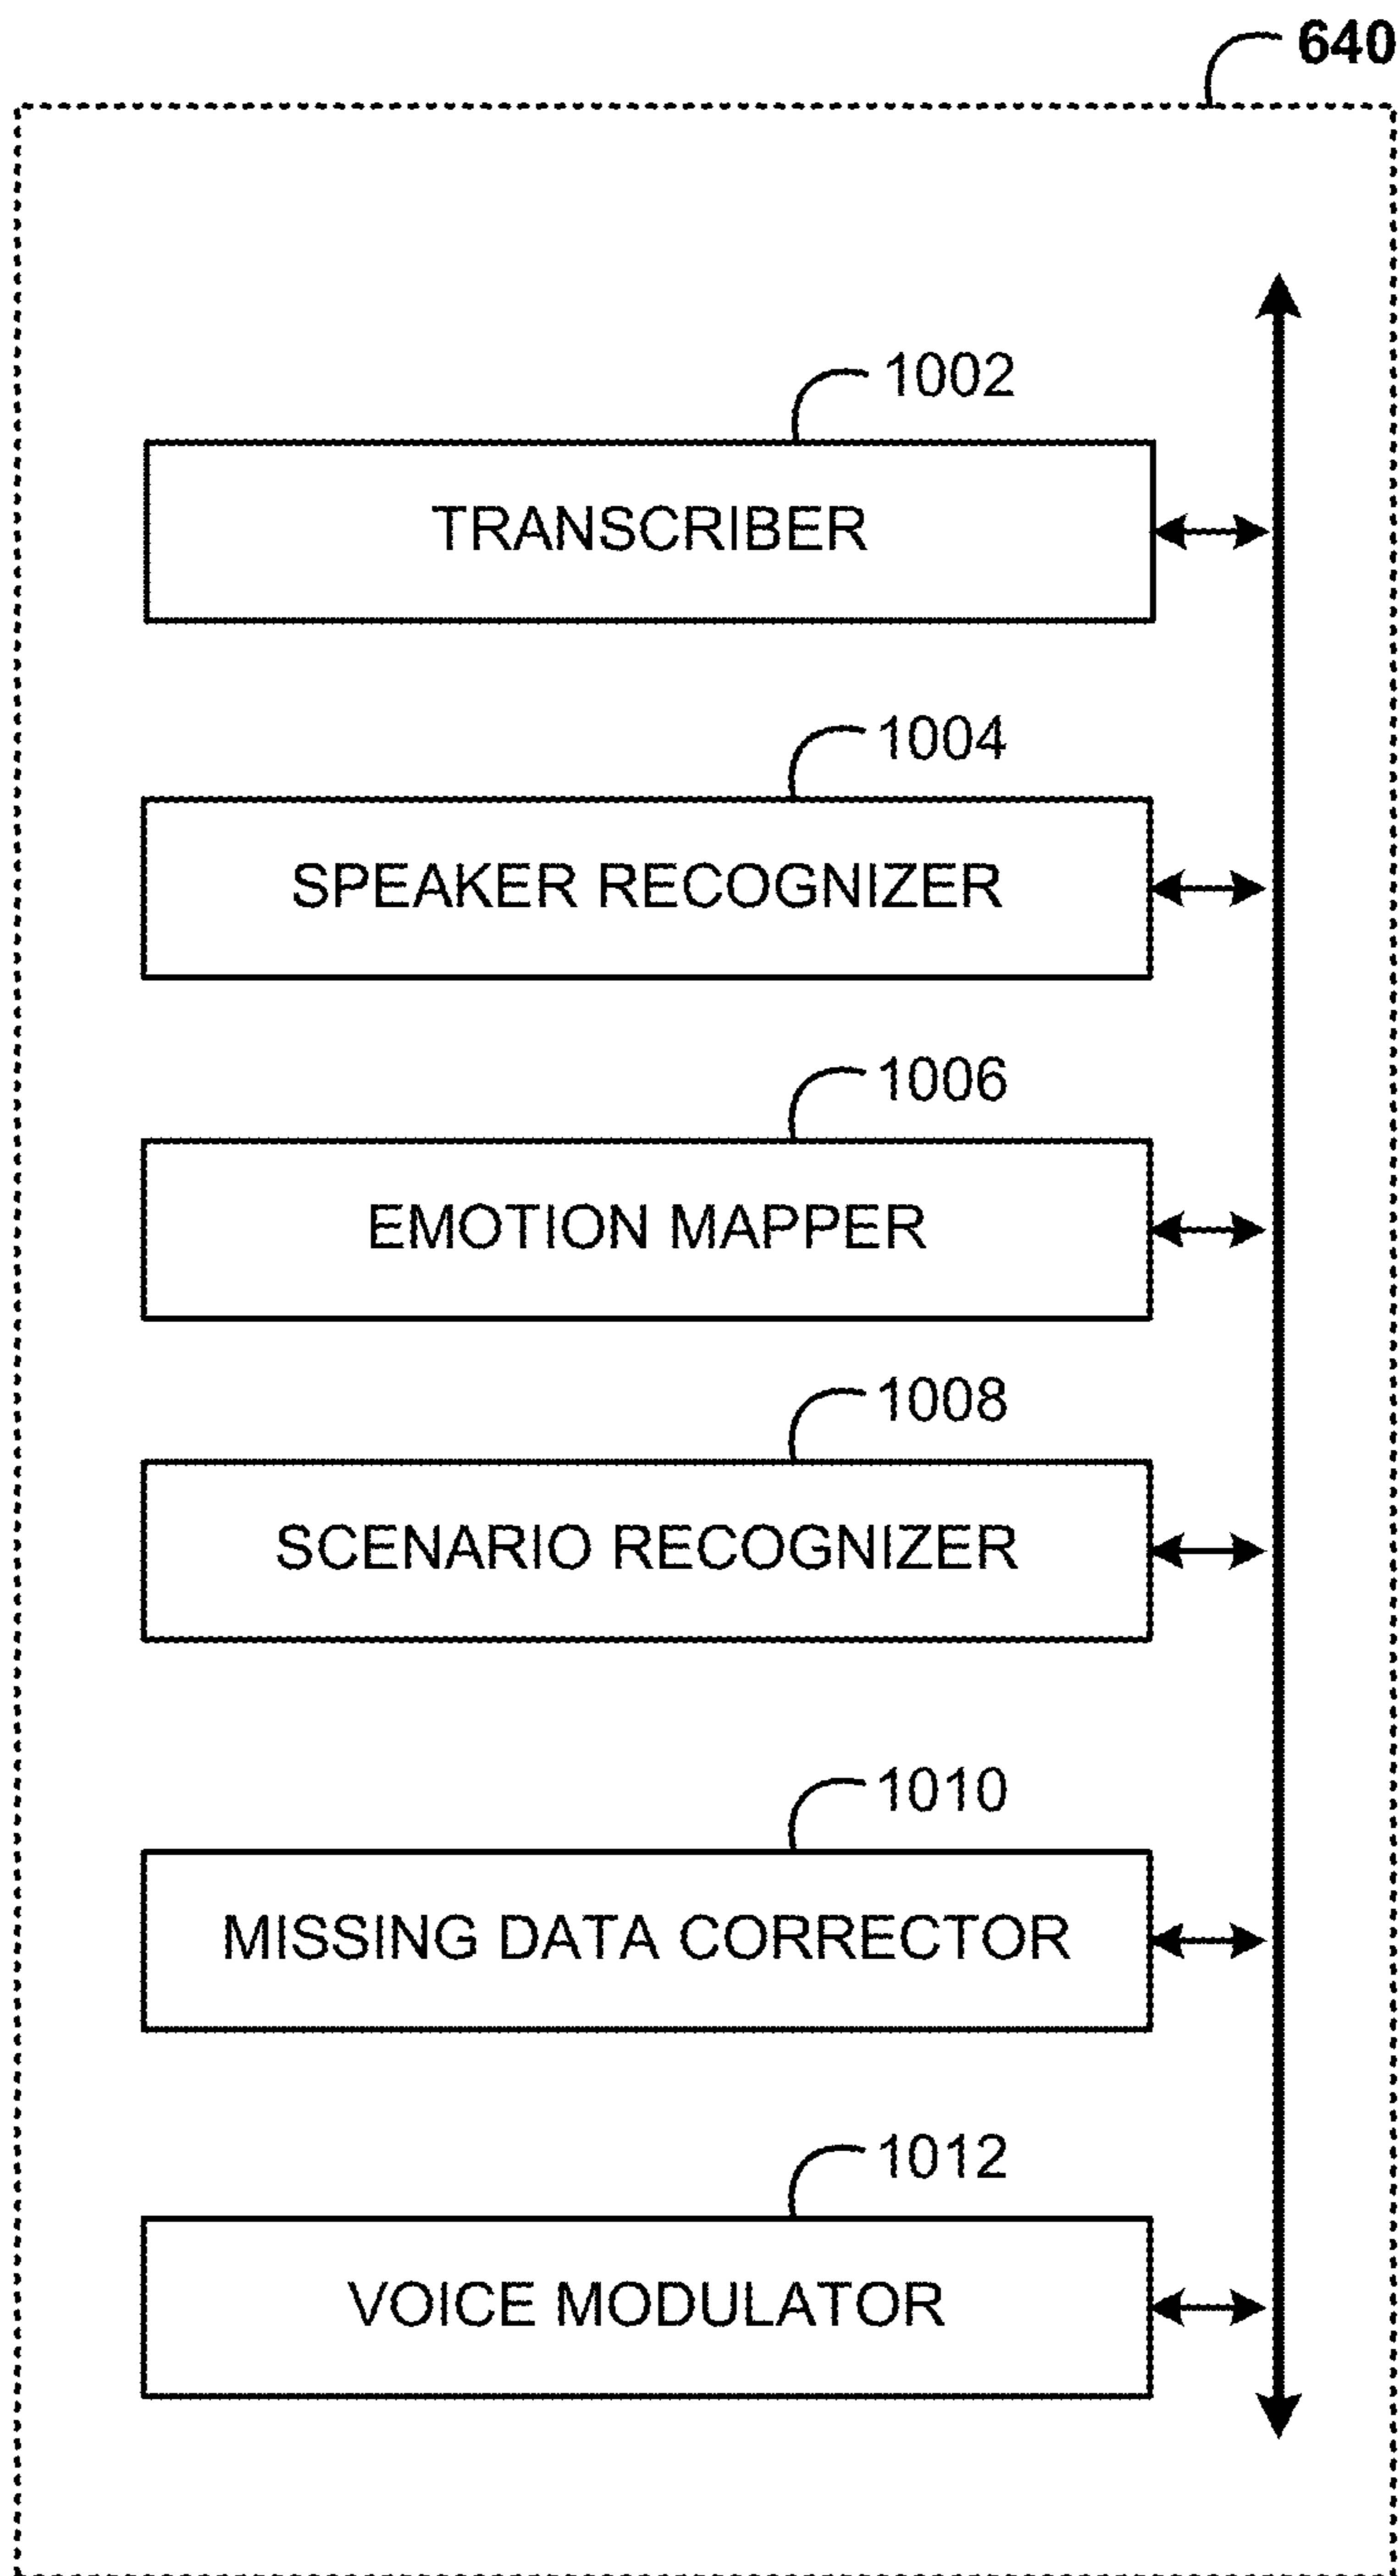 640
1002
TRANSCRIBER
1004
SPEAKER RECOGNIZER
1006
EMOTION MAPPER
1008
SCENARIO RECOGNIZER
1010
MISSING DATA CORRECTOR
1012
VOICE MODULATOR